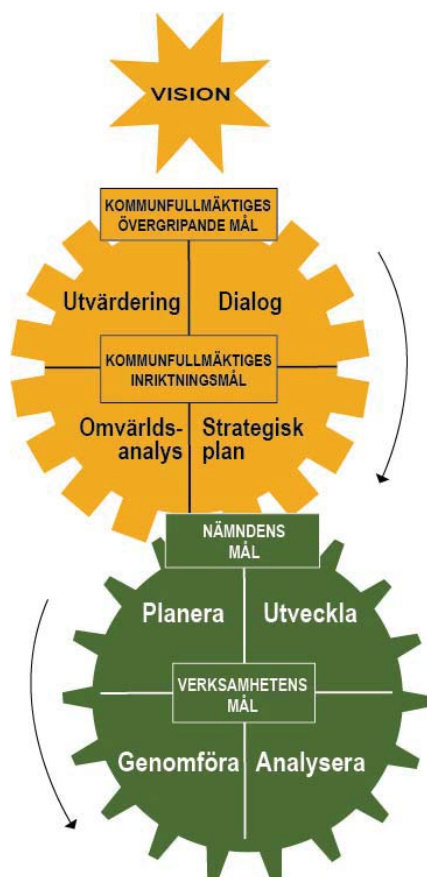 VISION
KOMMUNFULLMÄKTIGES
ÖVERGRIPANDE MÅL
Utvärdering
Dialog
KOMMUNFULLMÄKTIGES
INRIKTNINGSMÅL
Omvärlds-
analys
Strategisk
plan
NÄMNDENS
MÅL
Planera
Utveckla
VERKSAMHETENS
MÅL
Genomföra
Analysera